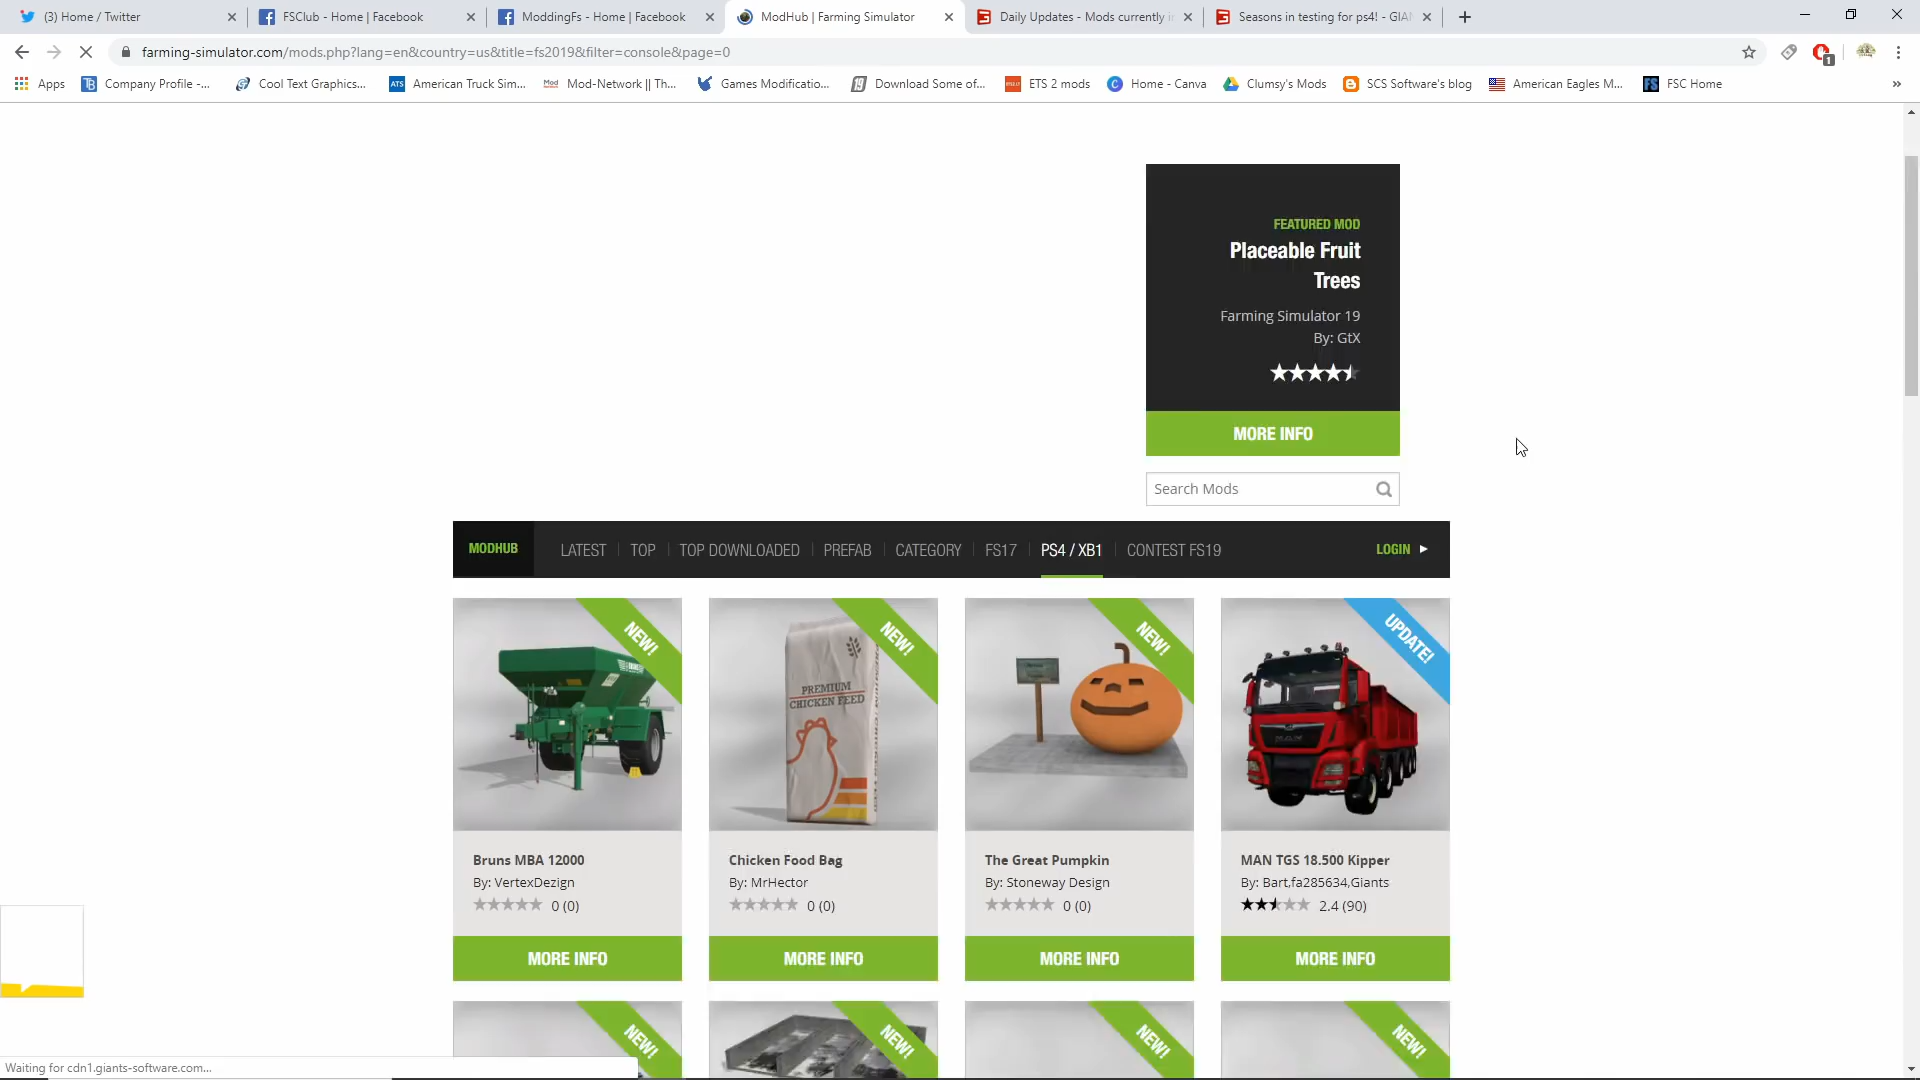 (3) Home / Twitter
FSClub - Home | Facebook
ModdingFs - Home | Facebook
ModHub | Farming Simulator
Daily Updates - Mods currently i
Seasons in testing for ps4! - GIAN
farming-simulator.com/mods.php?lang=en&country=us&title=fs2019&filter=console&page=0
1
Apps
Company Profile -...
Cool Text Graphics...
ATS
American Truck Sim...
Mod
Mod-Network || Th...
Games Modificatio...
19
Download Some of...
ETS 2 mods
Home - Canva
Clumsy's Mods
SCS Software's blog
American Eagles M...
FS
FSC Home
»
FEATURED MOD
Placeable Fruit
Trees
Farming Simulator 19
By: GtX
MORE INFO
Search Mods
MODHUB
LATEST
TOP
TOP DOWNLOADED
PREFAB
CATEGORY
FS17
PS4 / XB1
CONTEST FS19
LOGIN
NEW!
NEW!
PREMIUM
CHICKEN FEED
NEW!
UPDATE!
Bruns MBA 12000
By: VertexDezign
0 (0)
MORE INFO
Chicken Food Bag
By: MrHector
0 (0)
MORE INFO
The Great Pumpkin
By: Stoneway Design
0 (0)
MORE INFO
MAN TGS 18.500 Kipper
By: Bart,fa285634,Giants
2.4 (90)
MORE INFO
NEW!
NEW!
NEW!
NEW!
Waiting for cdn1.giants-software.com...